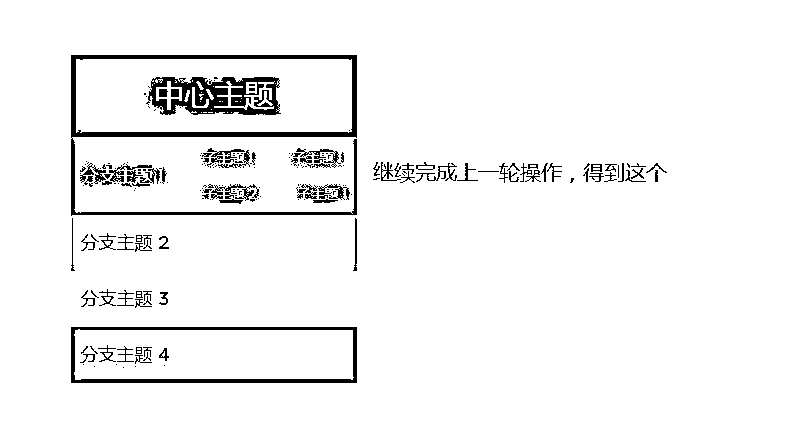 中心主题
分支主题 1
子主题 1
子主题 1
子主题 2
子主题 1
继续完成上一轮操作，得到这个
分支主题 2
分支主题 3
分支主题 4